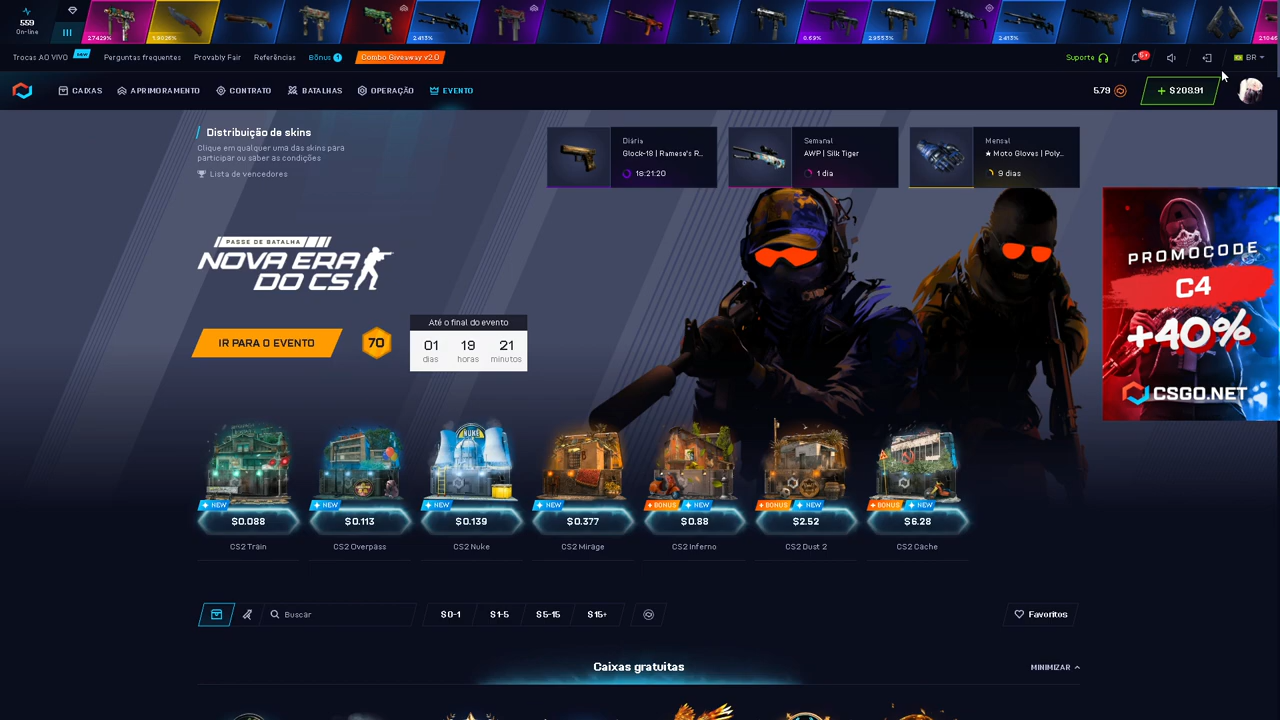 559
On-line
2.7429%
1.9026%
2.413%
0.69%
2.9553%
2.413%
2.1046
Trocas AO VIVO NEW
Perguntas frequentes
Provably Fair
Referências
Bônus 1
Combo Giveaway v2.0
Suporte
5+
BR
CAIXAS
APRIMORAMENTO
CONTRATO
BATALHAS
OPERAÇÃO
EVENTO
5.79
+ $ 208.91
Distribuição de skins
Clique em qualquer uma das skins para
participar ou saber as condições
Lista de vencedores
Diária
Glock-18 | Ramese's R...
18:21:20
Semanal
AWP | Silk Tiger
1 dia
Mensal
★ Moto Gloves | Poly...
9 dias
PASSE DE BATALHA
NOVA ERA
DO CS
IR PARA O EVENTO
70
Até o final do evento
01 19 21
dias horas minutos
PROMOCODE
C4
+40%
CSGO.NET
NUKE
NEW
NEW
NEW
NEW
BONUS NEW
BONUS NEW
BONUS NEW
$0.088
$0.113
$0.139
$0.377
$0.88
$2.52
$6.28
CS2 Train
CS2 Overpass
CS2 Nuke
CS2 Mirage
CS2 Inferno
CS2 Dust 2
CS2 Cache
Buscar
$ 0-1
$ 1-5
$ 5-15
$ 15+
Favoritos
Caixas gratuitas
MINIMIZAR